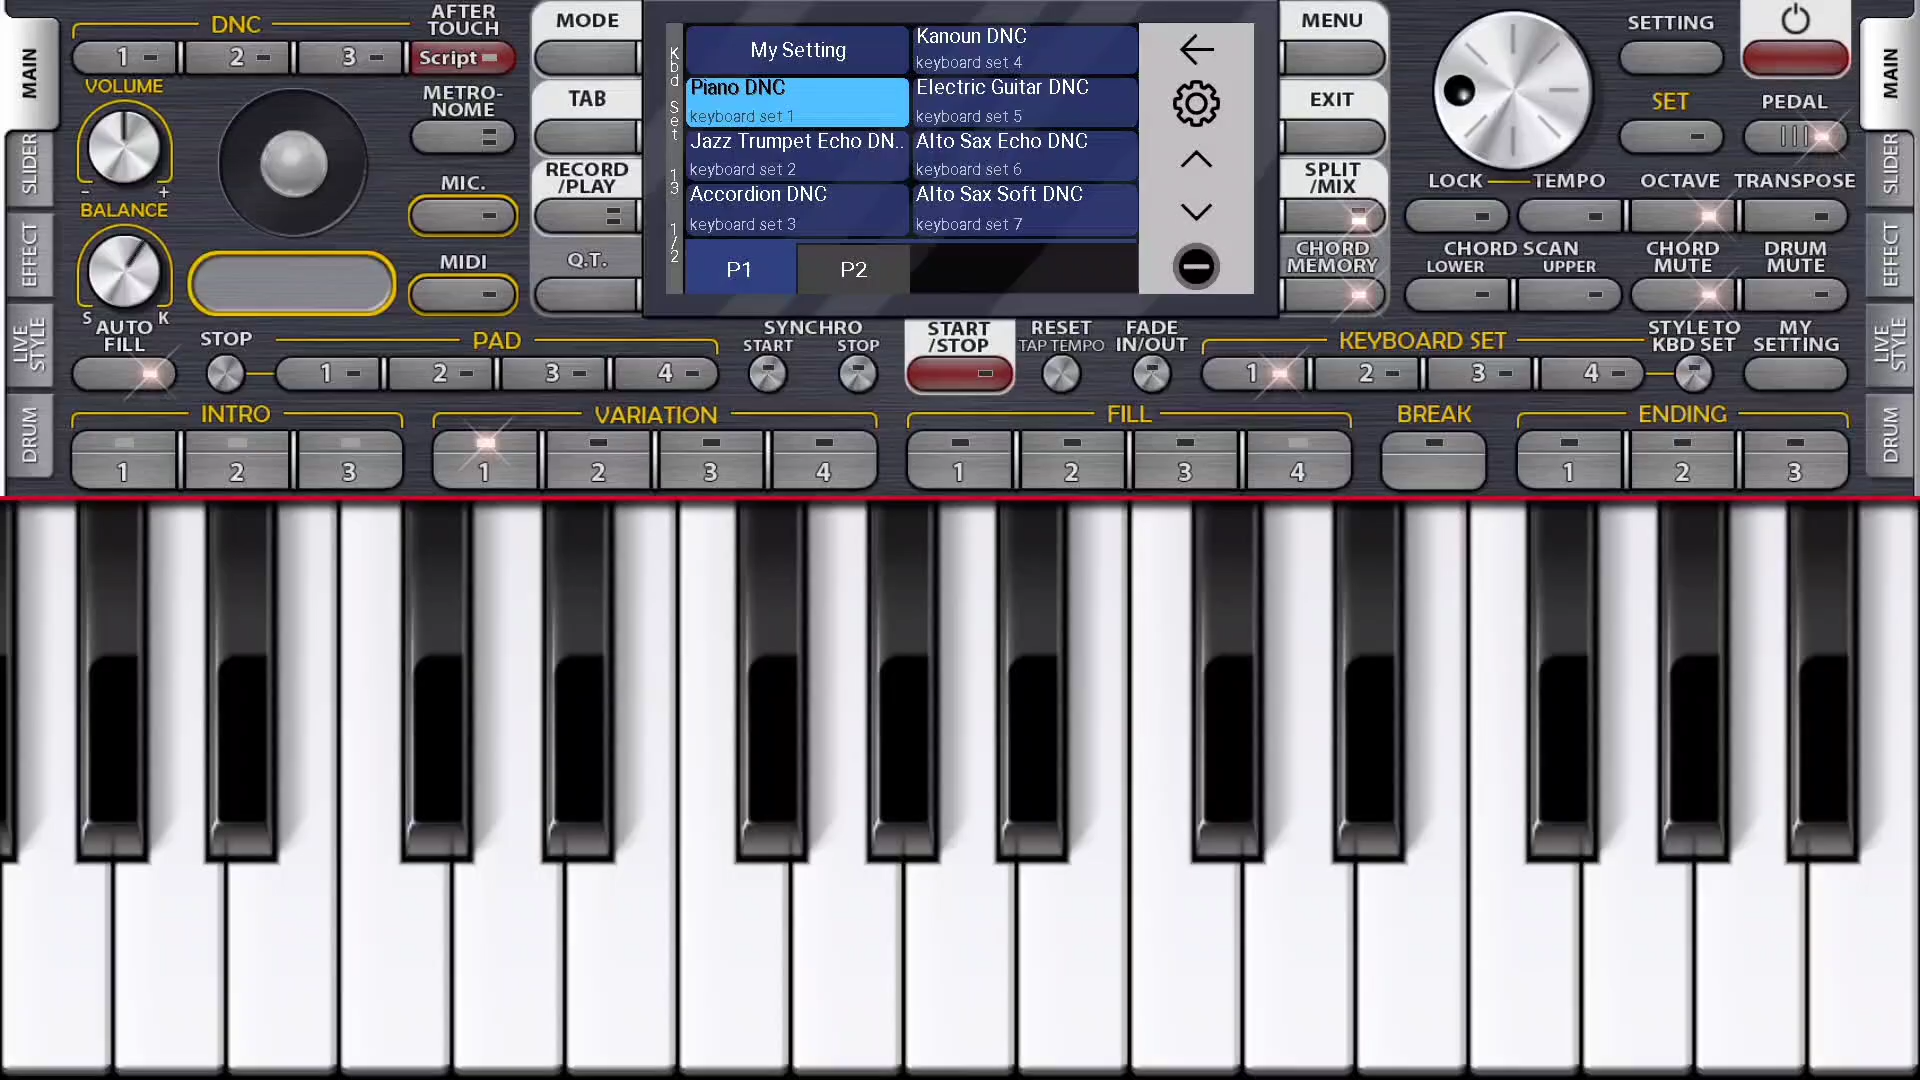 DNC
1
2
3
AFTER
TOUCH
Script
VOLUME
- +
BALANCE
S K
METRO-
NOME
MIC.
MIDI
MODE
TAB
RECORD
/PLAY
Q.T.
Kbd Set 13 1/2
My Setting
Piano DNC
keyboard set 1
Jazz Trumpet Echo DN..
keyboard set 2
Accordion DNC
keyboard set 3
Kanoun DNC
keyboard set 4
Electric Guitar DNC
keyboard set 5
Alto Sax Echo DNC
keyboard set 6
Alto Sax Soft DNC
keyboard set 7
P1
P2
MENU
EXIT
SPLIT
/MIX
CHORD
MEMORY
SETTING
SET
PEDAL
LOCK
TEMPO
OCTAVE
TRANSPOSE
CHORD SCAN
LOWER
UPPER
CHORD
MUTE
DRUM
MUTE
MAIN
SLIDER
EFFECT
LIVE
STYLE
DRUM
MAIN
SLIDER
EFFECT
LIVE
STYLE
DRUM
AUTO
FILL
STOP
PAD
1
2
3
4
SYNCHRO
START
STOP
START
/STOP
RESET
TAP TEMPO
FADE
IN/OUT
KEYBOARD SET
1
2
3
4
STYLE TO
KBD SET
MY
SETTING
INTRO
1
2
3
VARIATION
1
2
3
4
FILL
1
2
3
4
BREAK
ENDING
1
2
3